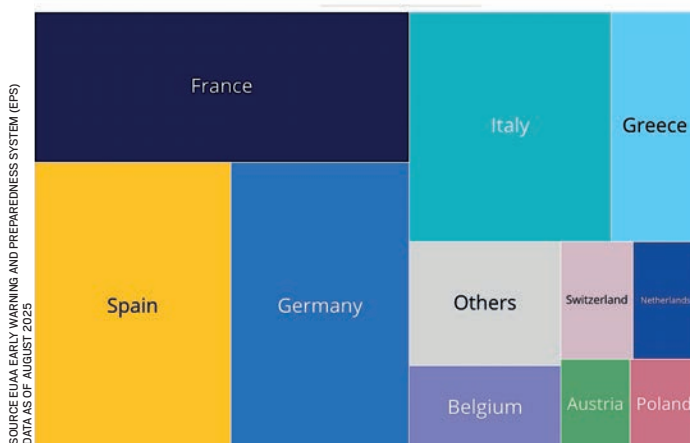 France
Italy
Greece
Spain
Germany
Others
Switzerland
Netherlands
Belgium
Austria
Poland
SOURCE EUAA EARLY WARNING AND PREPAREDNESS SYSTEM (EPS)
DATA AS OF AUGUST 2025